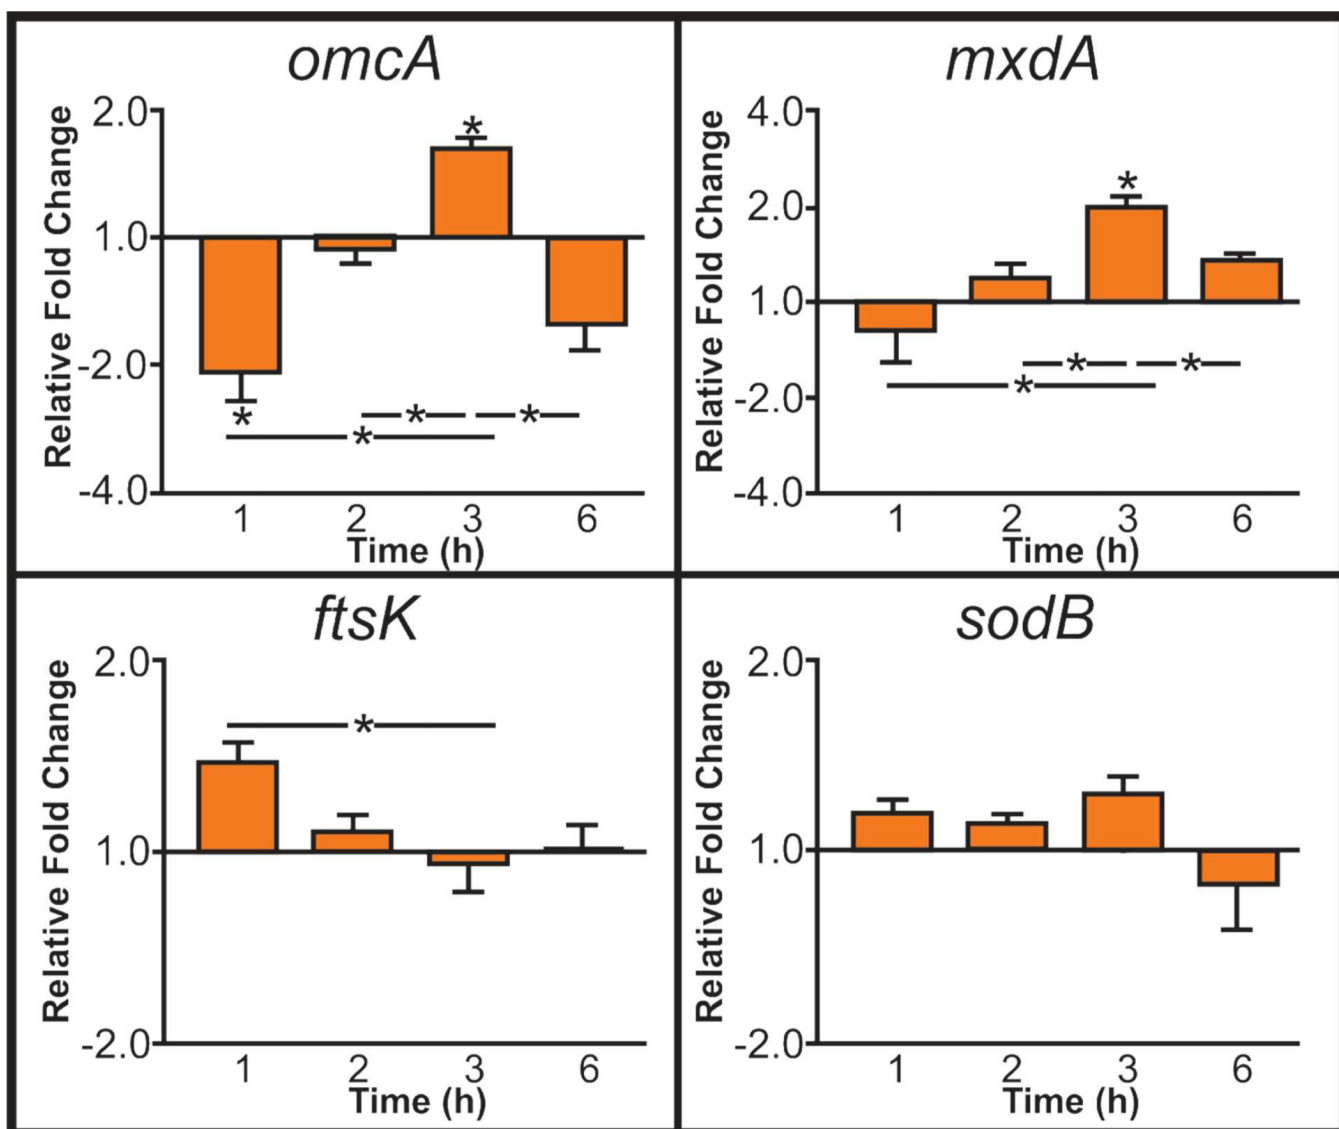 omcA
Relative Fold Change
2.0
*
1.0
-2.0
*
* *
*
-4.0
1 2 3 6
Time (h)
mxdA
Relative Fold Change
4.0
*
2.0
1.0
* *
*
-2.0
-4.0
1 2 3 6
Time (h)
ftsK
Relative Fold Change
2.0
*
1.0
-2.0
1 2 3 6
Time (h)
sodB
Relative Fold Change
2.0
1.0
-2.0
1 2 3 6
Time (h)